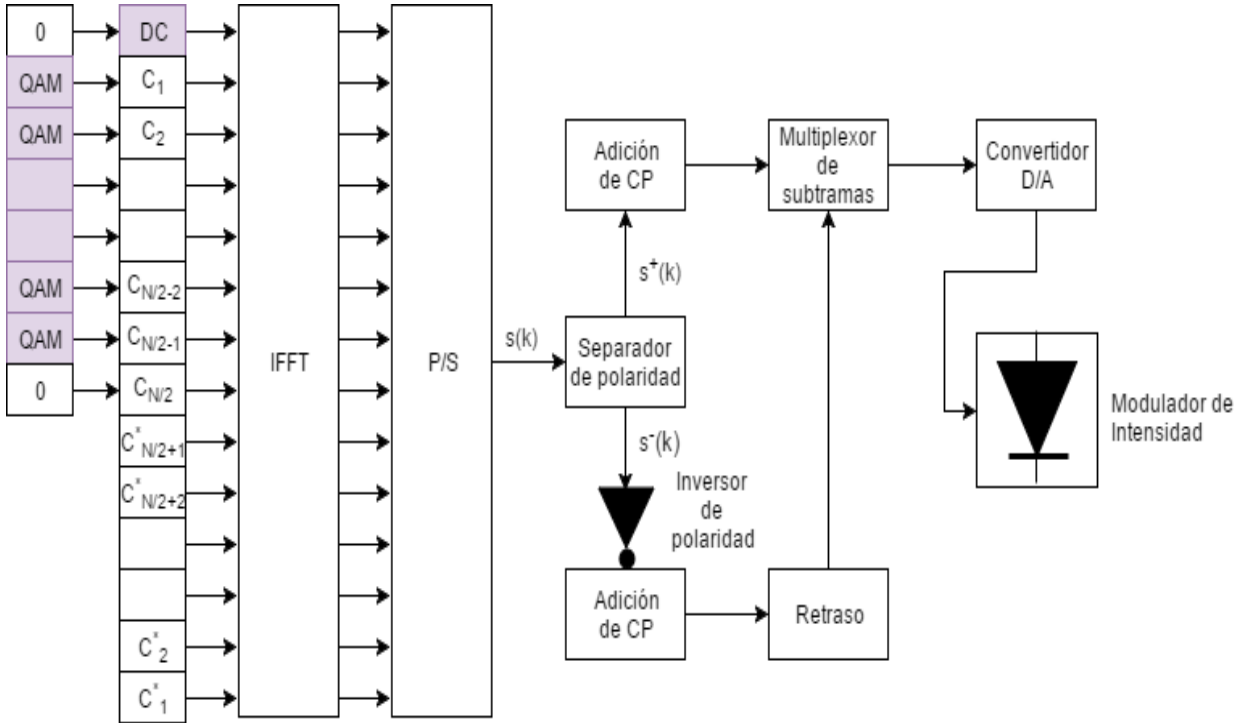 0
DC
QAM
C1
QAM
C2
QAM
CN/2-2
QAM
CN/2-1
0
CN/2
C*N/2+1
C*N/2+2
C*2
C*1
IFFT
P/S
s(k)
Separador
de polaridad
s+(k)
Adición
de CP
Multiplexor
de
subtramas
Convertidor
D/A
Modulador de
Intensidad
s-(k)
Inversor
de
polaridad
Adición
de CP
Retraso